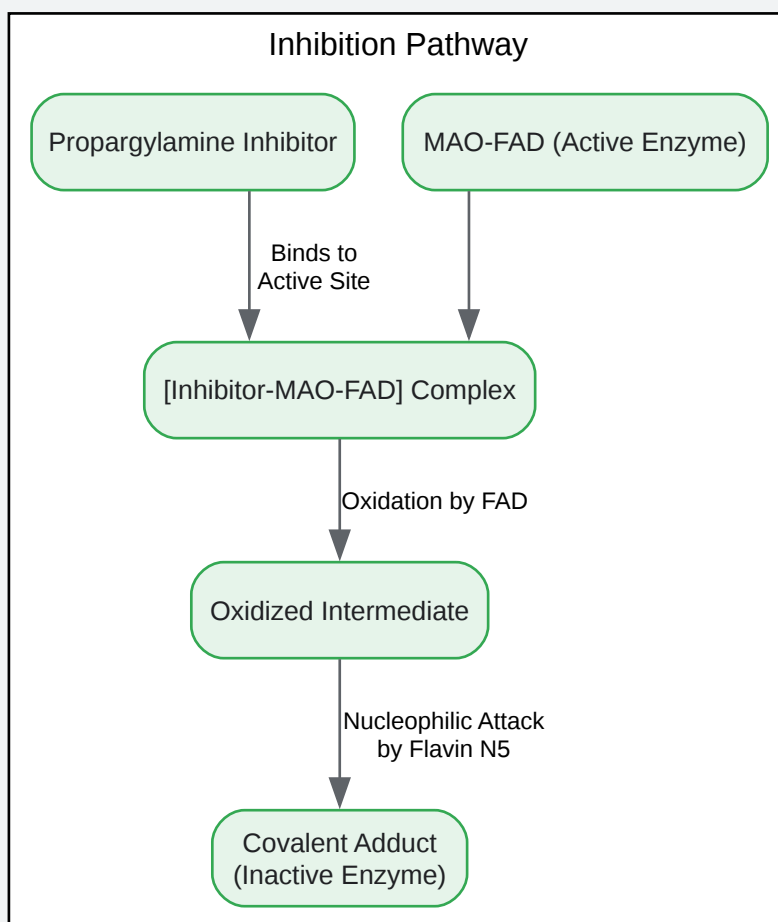 Inhibition Pathway
Propargylamine Inhibitor
MAO-FAD (Active Enzyme)
Binds to
Active Site
[Inhibitor-MAO-FAD] Complex
Oxidation by FAD
Oxidized Intermediate
Nucleophilic Attack
by Flavin N5
Covalent Adduct
(Inactive Enzyme)